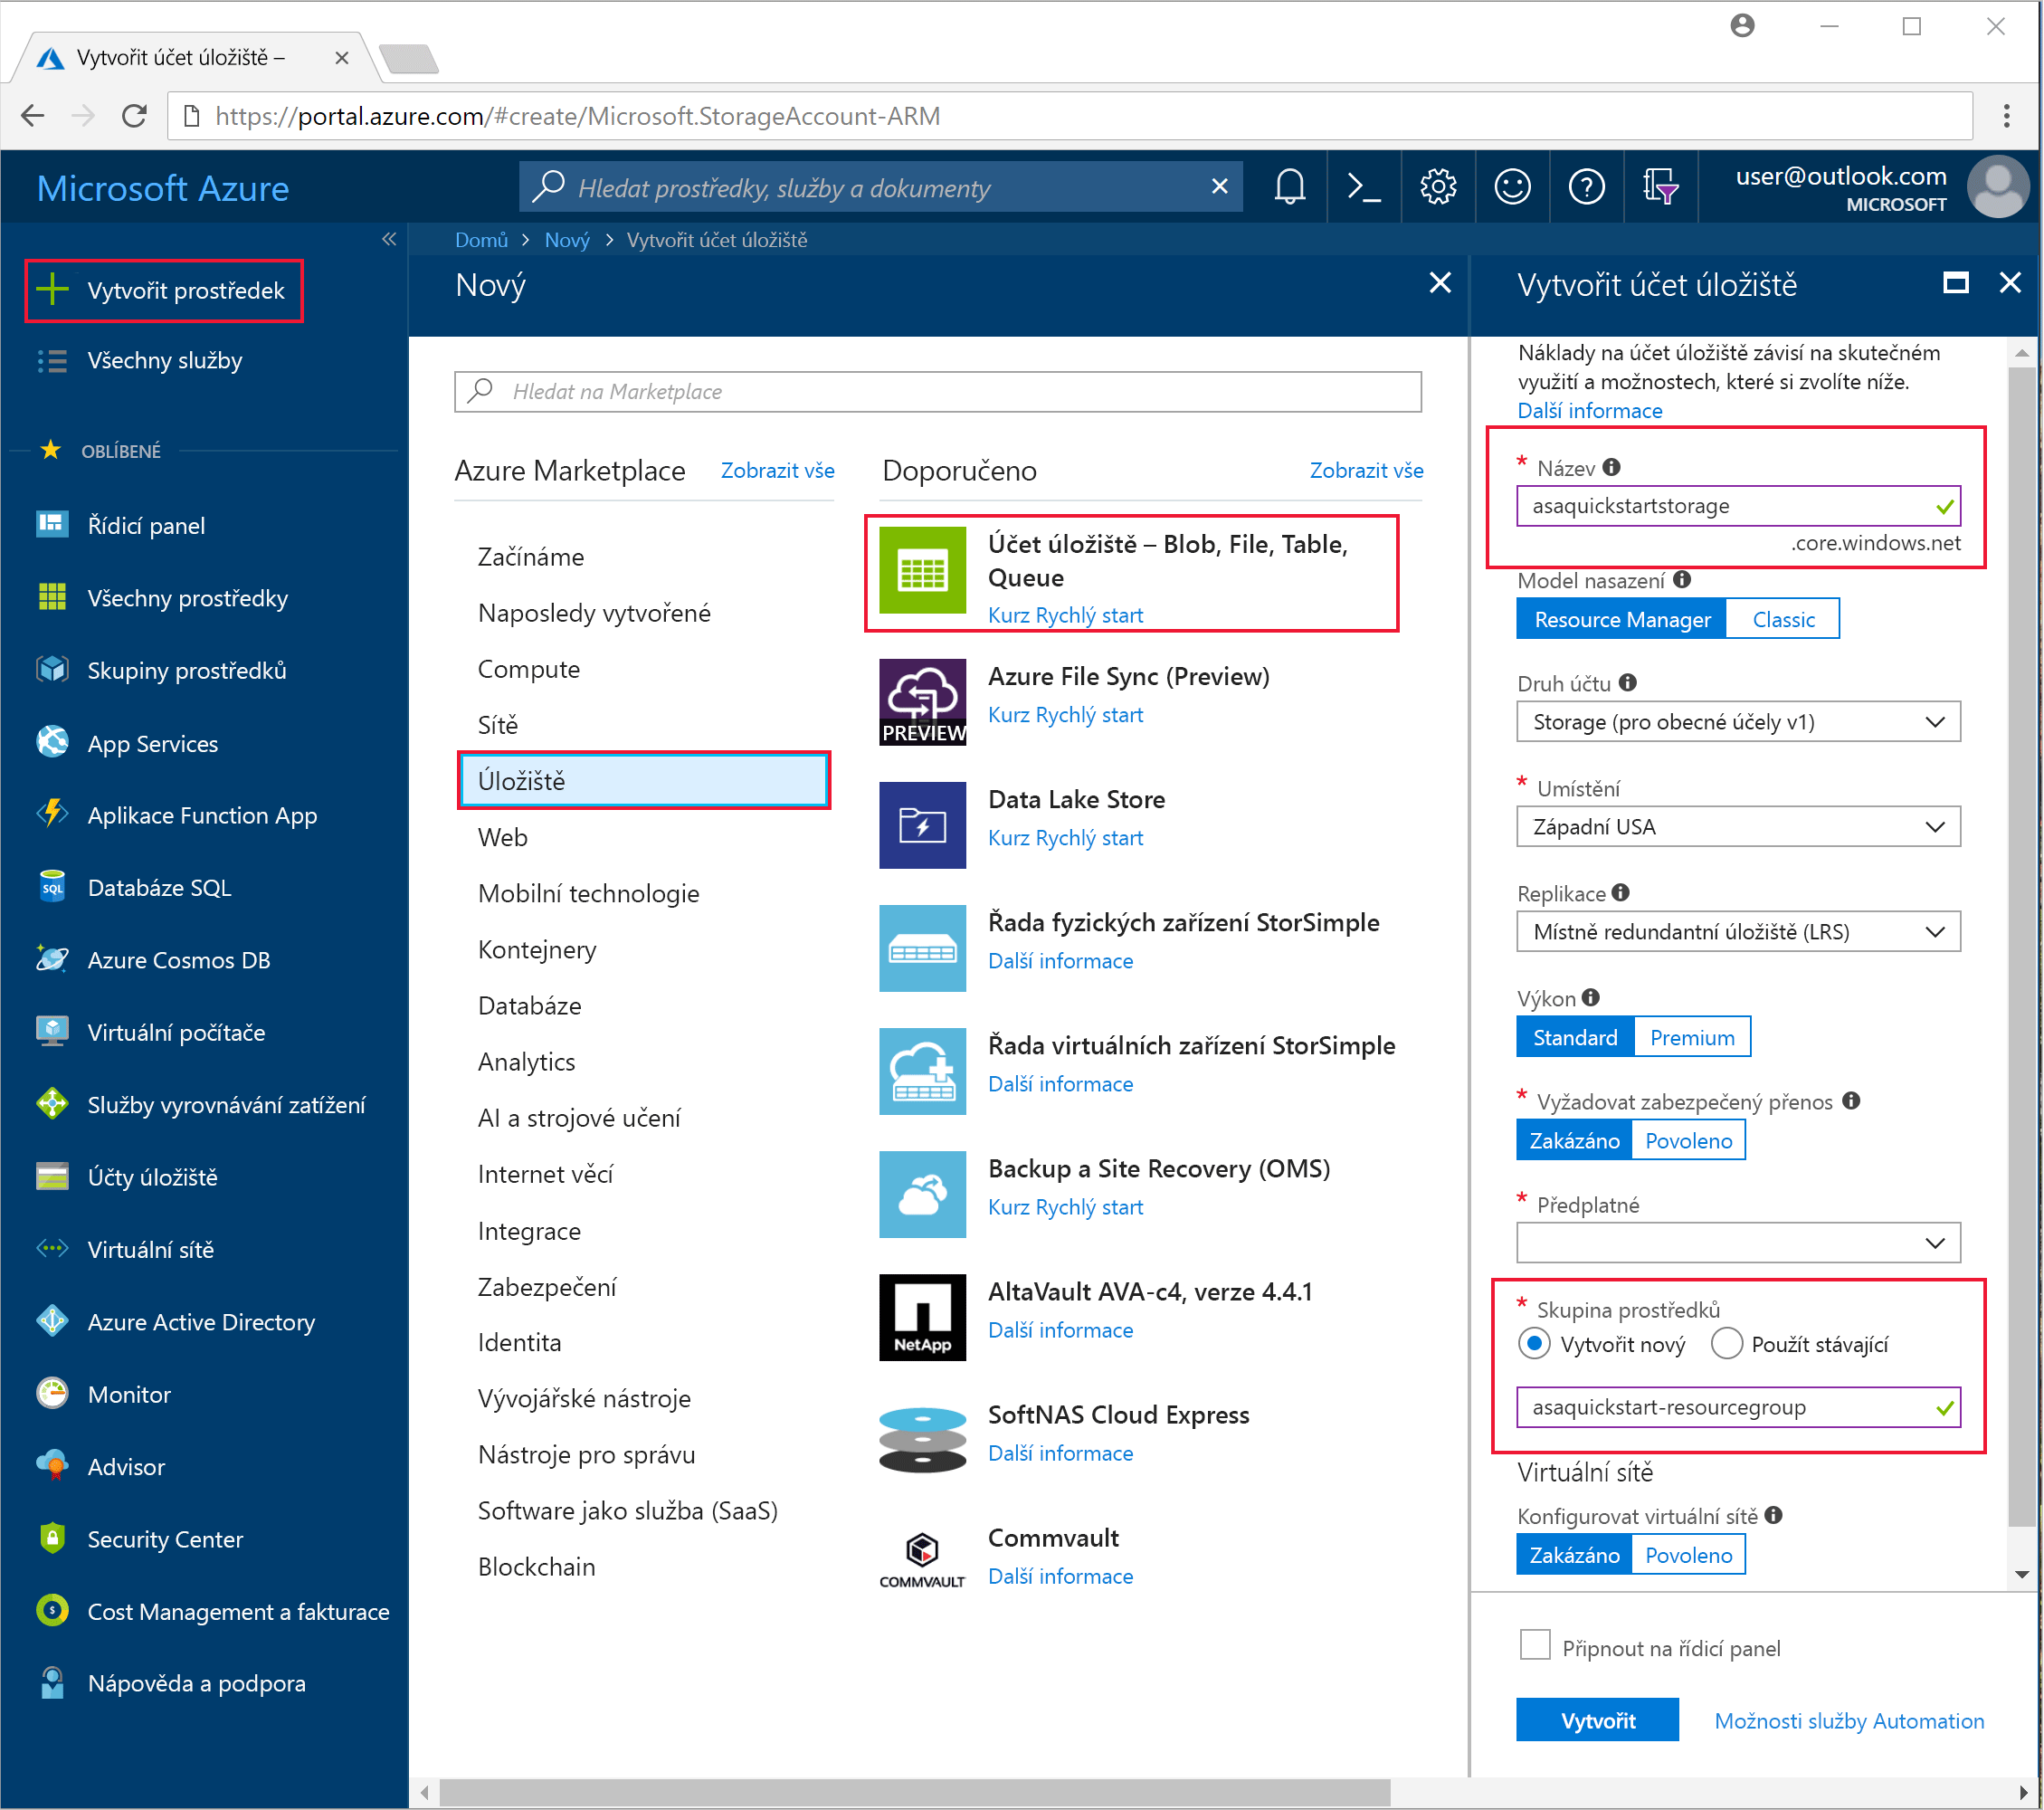 Vytvořit účet úložiště –
https://portal.azure.com/#create/Microsoft.StorageAccount-ARM
Microsoft Azure
Hledat prostředky, služby a dokumenty
user@outlook.com
MICROSOFT
Vytvořit prostředek
Všechny služby
OBLÍBENÉ
Řídicí panel
Všechny prostředky
Skupiny prostředků
App Services
Aplikace Function App
SQL
Databáze SQL
Azure Cosmos DB
Virtuální počítače
Služby vyrovnávání zatížení
Účty úložiště
Virtuální sítě
Azure Active Directory
Monitor
Advisor
Security Center
Cost Management a fakturace
Nápověda a podpora
Domů > Nový > Vytvořit účet úložiště
Nový
Hledat na Marketplace
Azure Marketplace Zobrazit vše
Začínáme
Naposledy vytvořené
Compute
Sítě
Úložiště
Web
Mobilní technologie
Kontejnery
Databáze
Analytics
AI a strojové učení
Internet věcí
Integrace
Zabezpečení
Identita
Vývojářské nástroje
Nástroje pro správu
Software jako služba (SaaS)
Blockchain
Doporučeno Zobrazit vše
Účet úložiště – Blob, File, Table,
Queue
Kurz Rychlý start
PREVIEW
Azure File Sync (Preview)
Kurz Rychlý start
Data Lake Store
Kurz Rychlý start
Řada fyzických zařízení StorSimple
Další informace
Řada virtuálních zařízení StorSimple
Další informace
Backup a Site Recovery (OMS)
Kurz Rychlý start
NetApp
AltaVault AVA-c4, verze 4.4.1
Další informace
SoftNAS Cloud Express
Další informace
COMMVAULT
Commvault
Další informace
Vytvořit účet úložiště
Náklady na účet úložiště závisí na skutečném
využití a možnostech, které si zvolíte níže.
Další informace
* Název
asaquickstartstorage
.core.windows.net
Model nasazení
Resource Manager Classic
Druh účtu
Storage (pro obecné účely v1)
* Umístění
Západní USA
Replikace
Místně redundantní úložiště (LRS)
Výkon
Standard Premium
* Vyžadovat zabezpečený přenos
Zakázáno Povoleno
* Předplatné
* Skupina prostředků
Vytvořit nový Použít stávající
asaquickstart-resourcegroup
Virtuální sítě
Konfigurovat virtuální sítě
Zakázáno Povoleno
Připnout na řídicí panel
Vytvořit Možnosti služby Automation